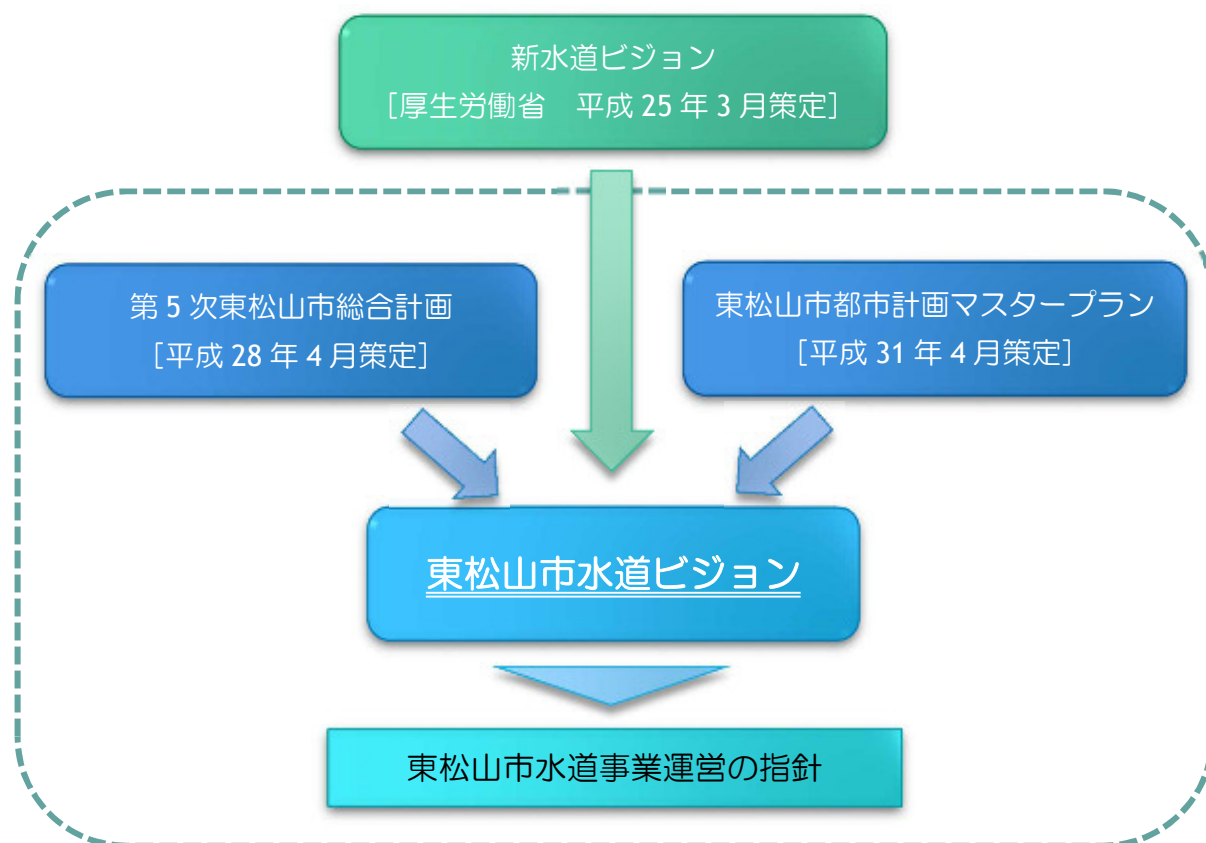 新水道ビジョン
［厚生労働省　平成 25 年 3 月策定］
第 5 次東松山市総合計画
［平成 28 年 4 月策定］
東松山市都市計画マスタープラン
［平成 31 年 4 月策定］
東松山市水道ビジョン
東松山市水道事業運営の指針